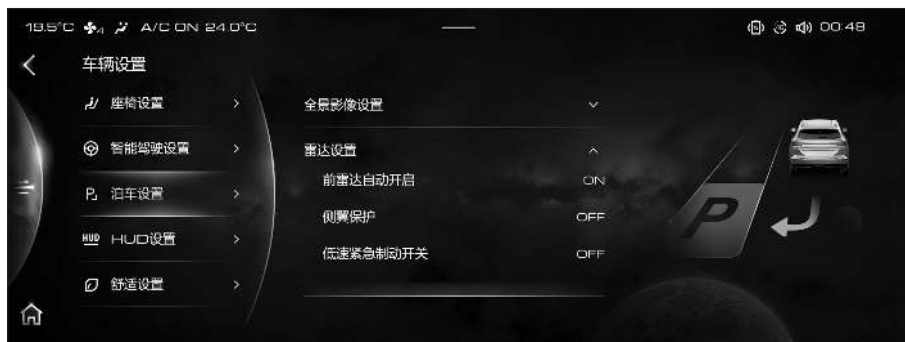 19.5°C 4 A/C ON 24.0°C 00:48
车辆设置
座椅设置
智能驾驶设置
泊车设置
HUD HUD设置
舒适设置
全景影像设置
雷达设置
前雷达自动开启 ON
侧翼保护 OFF
低速紧急制动开关 OFF
P